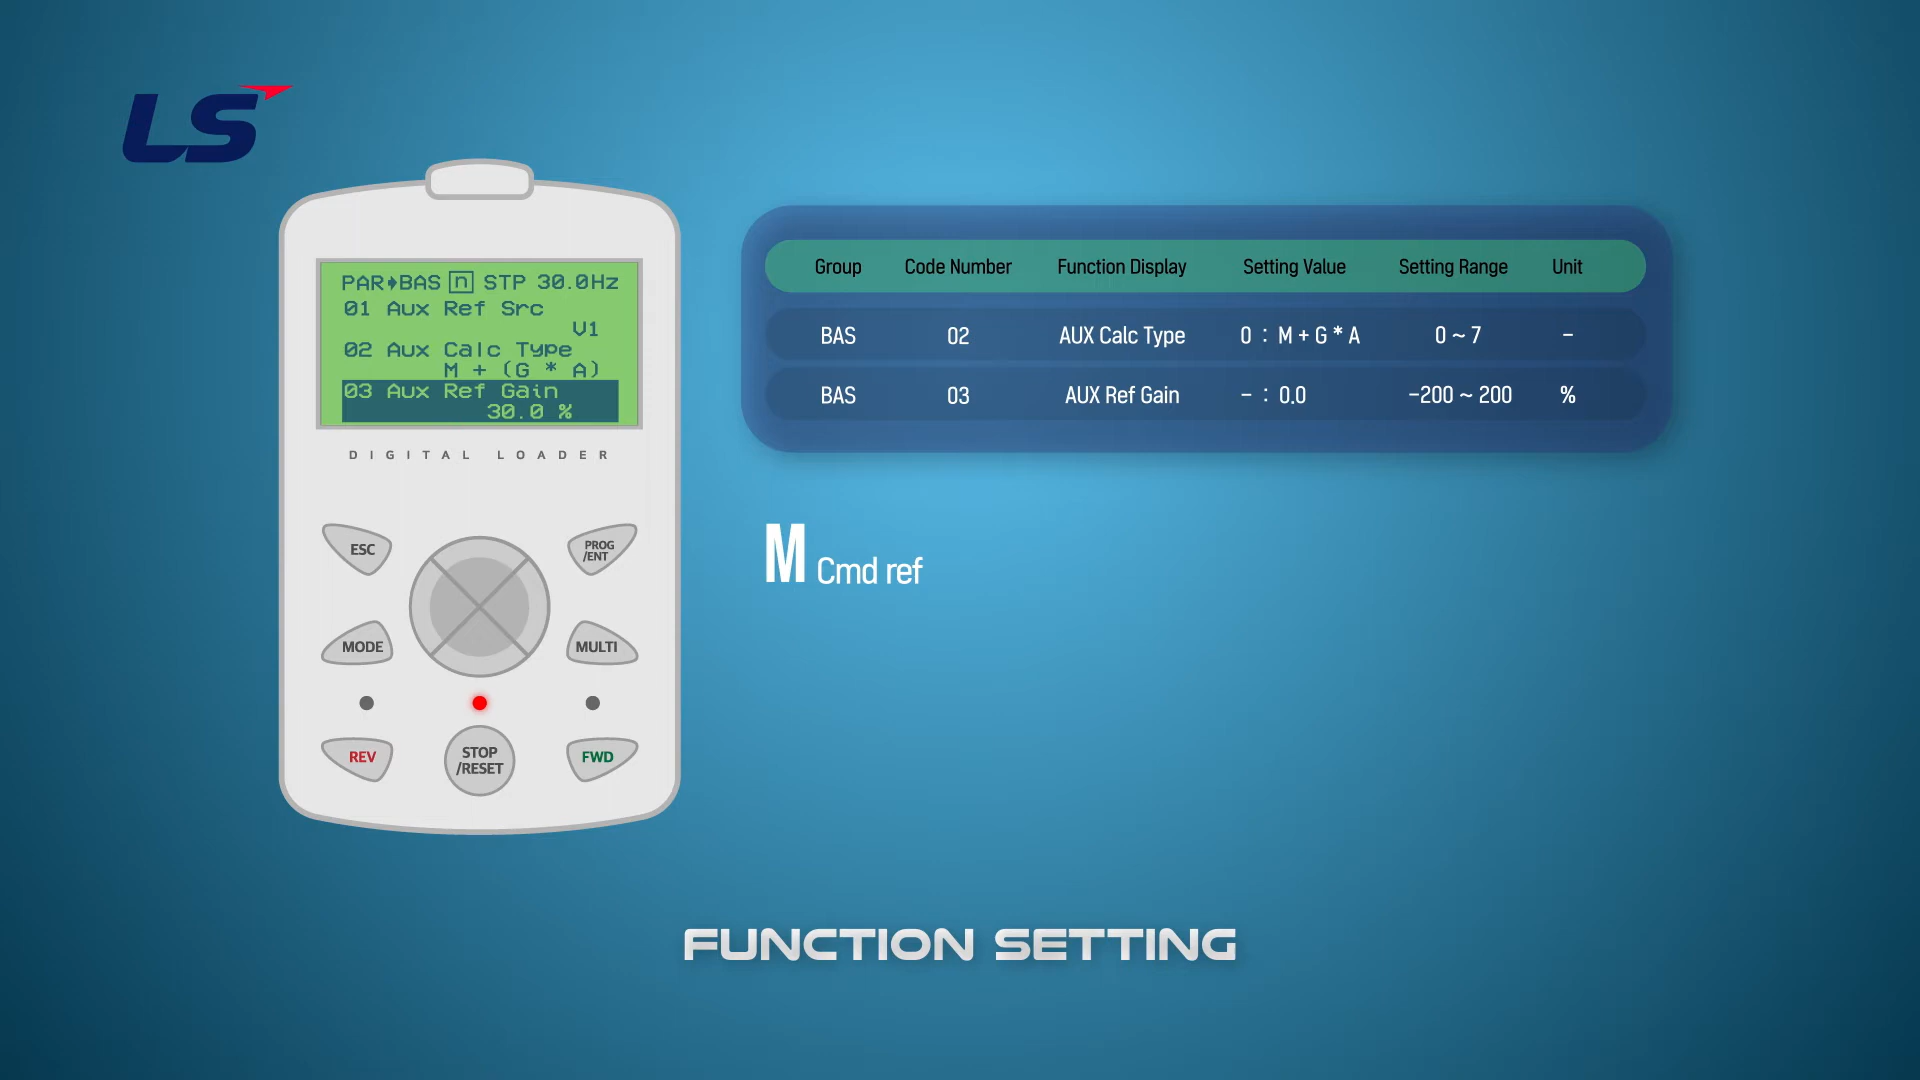 LS
PAR➧BAS n STP 30.0Hz
01 Aux Ref Src
V1
02 Aux Calc Type
M + (G * A)
03 Aux Ref Gain
30.0 %
DIGITAL LOADER
ESC
PROG
/ENT
MODE
MULTI
REV
STOP
/RESET
FWD
Group Code Number Function Display Setting Value Setting Range Unit
BAS 02 AUX Calc Type 0 : M + G * A 0 ~ 7 -
BAS 03 AUX Ref Gain - : 0.0 -200 ~ 200 %
M Cmd ref
FUNCTION SETTING